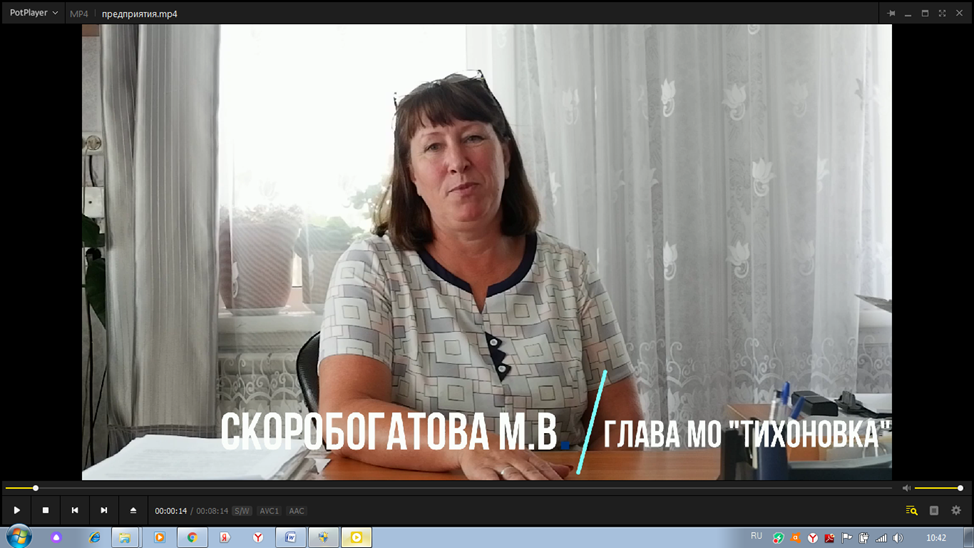 PotPlayer
MP4
предприятия.mp4
СКОРОБОГАТОВА М.В.
ГЛАВА МО "ТИХОНОВКА"
00:00:14 / 00:08:14 S/W AVC1 AAC
RU
10:42